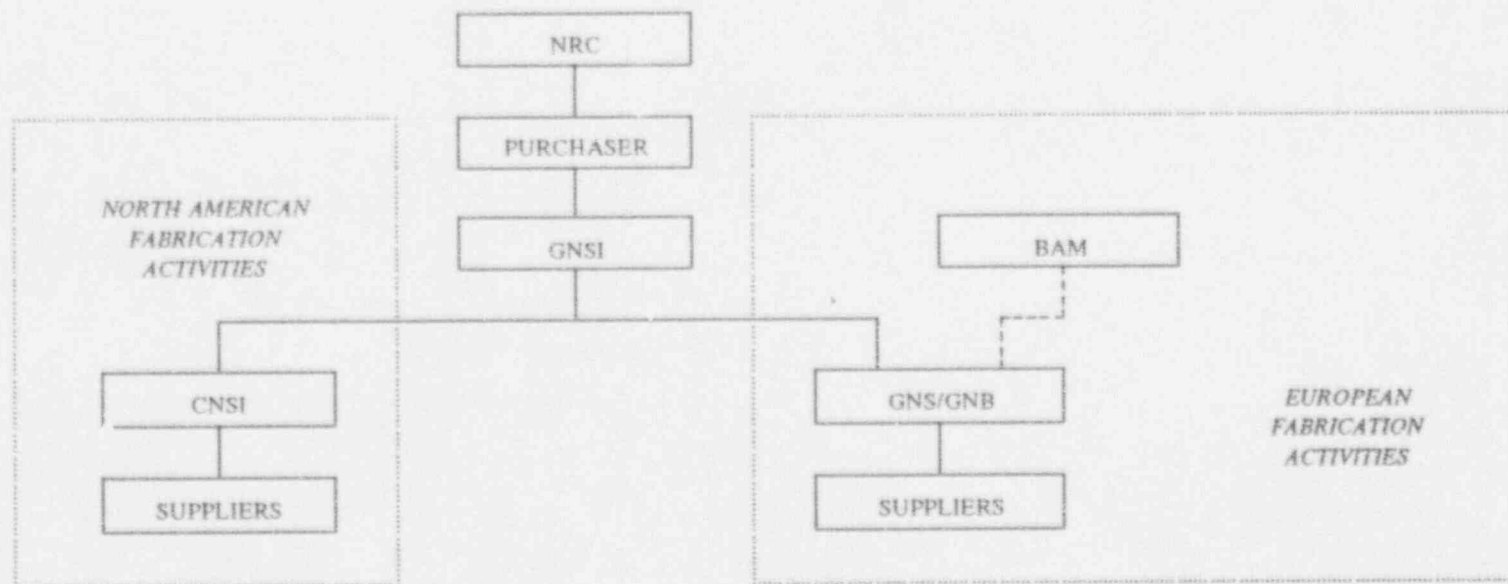 NRC
PURCHASER
GNSI
NORTH AMERICAN
FABRICATION
ACTIVITIES
BAM
CNSI
GNS/GNB
EUROPEAN
FABRICATION
ACTIVITIES
SUPPLIERS
SUPPLIERS